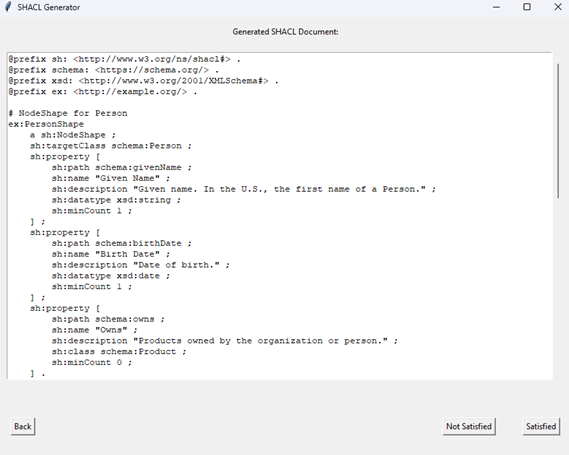 SHACL Generator
Generated SHACL Document:
@prefix sh: <http://www.w3.org/ns/shacl#> .
@prefix schema: <https://schema.org/> .
@prefix xsd: <http://www.w3.org/2001/XMLSchema#> .
@prefix ex: <http://example.org/> .

# NodeShape for Person
ex:PersonShape
    a sh:NodeShape ;
    sh:targetClass schema:Person ;
    sh:property [
        sh:path schema:givenName ;
        sh:name "Given Name" ;
        sh:description "Given name. In the U.S., the first name of a Person." ;
        sh:datatype xsd:string ;
        sh:minCount 1 ;
    ] ;
    sh:property [
        sh:path schema:birthDate ;
        sh:name "Birth Date" ;
        sh:description "Date of birth." ;
        sh:datatype xsd:date ;
        sh:minCount 1 ;
    ] ;
    sh:property [
        sh:path schema:owns ;
        sh:name "Owns" ;
        sh:description "Products owned by the organization or person." ;
        sh:class schema:Product ;
        sh:minCount 0 ;
    ] .
Back
Not Satisfied
Satisfied